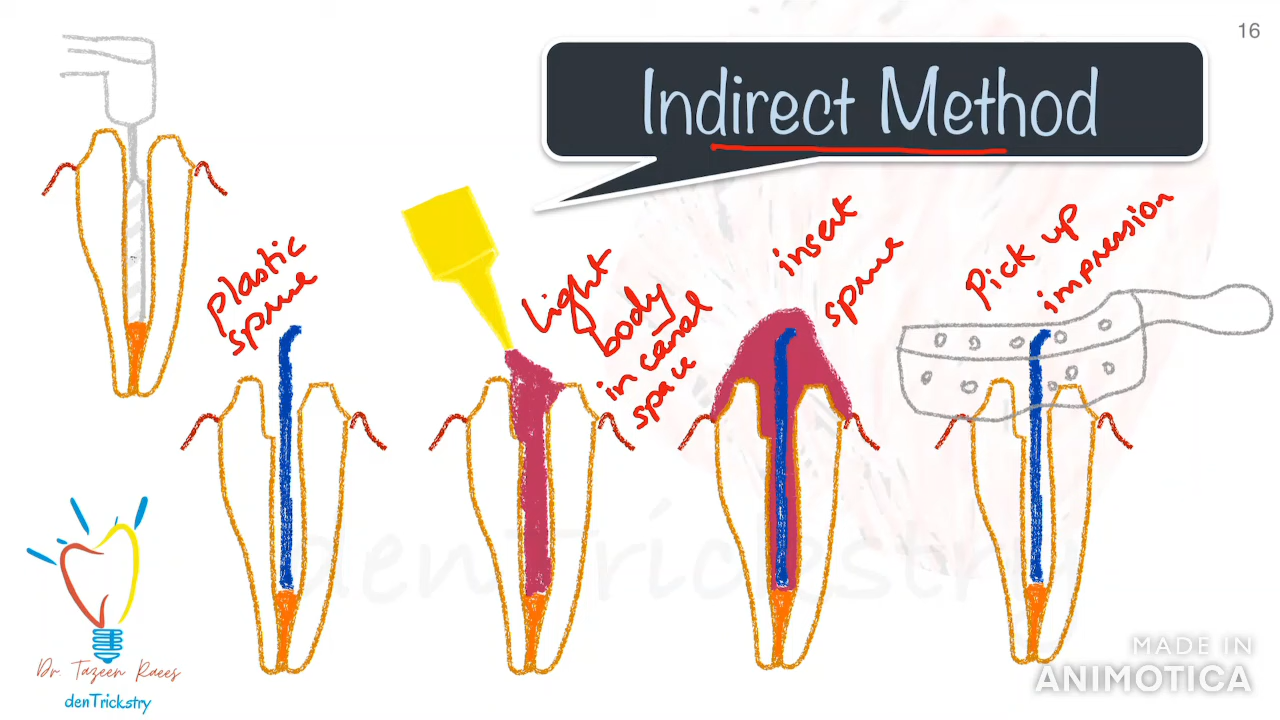 16
Indirect Method
plastic
sprue
Light
body
in canal
space
insert
sprue
Pick up
impression
denTrickstry
Dr. Tazeen Raees
denTrickstry
MADE IN
ANIMOTICA